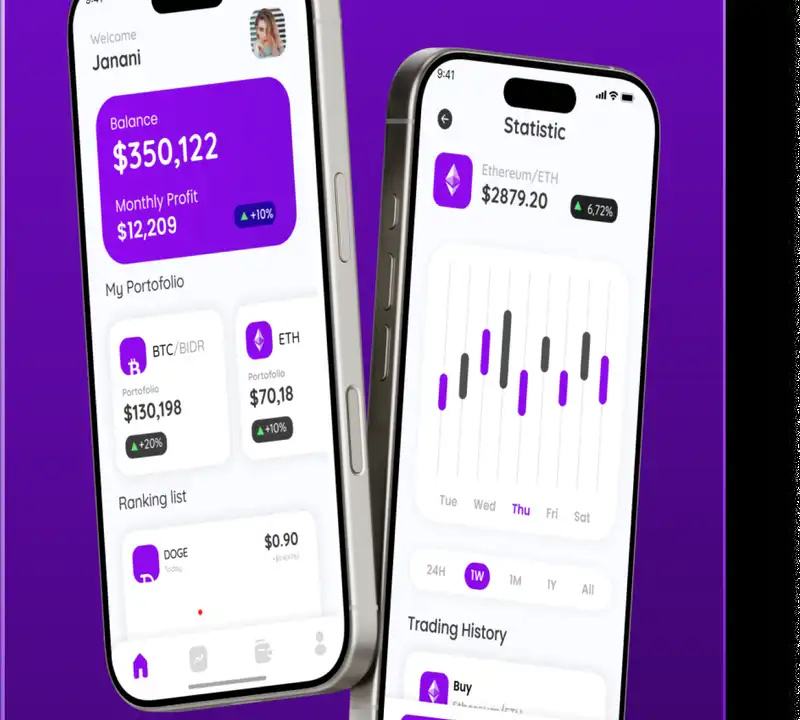 9:41
Welcome
Janani
Balance
$350,122
Monthly Profit
$12,209
+10%
My Portofolio
BTC/BIDR
Portofolio
$130,198
+20%
ETH
Portofolio
$70,18
+10%
Ranking list
DOGE
Today
$0.90
9:41
Statistic
Ethereum/ETH
$2879.20
6,72%
Tue Wed Thu Fri Sat
24H 1W 1M 1Y All
Trading History
Buy
Ethereum/ETH